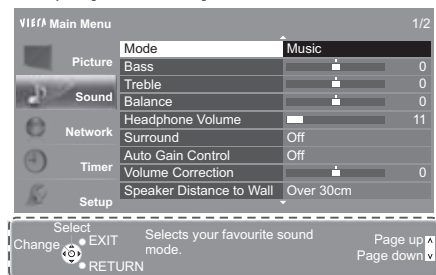 VIERA Main Menu 1/2
Picture
Sound
Network
Timer
Setup
Mode Music
Bass 0
Treble 0
Balance 0
Headphone Volume 11
Surround Off
Auto Gain Control Off
Volume Correction 0
Speaker Distance to Wall Over 30cm
Select
Change
EXIT
RETURN
Selects your favourite sound
mode.
Page up
Page down